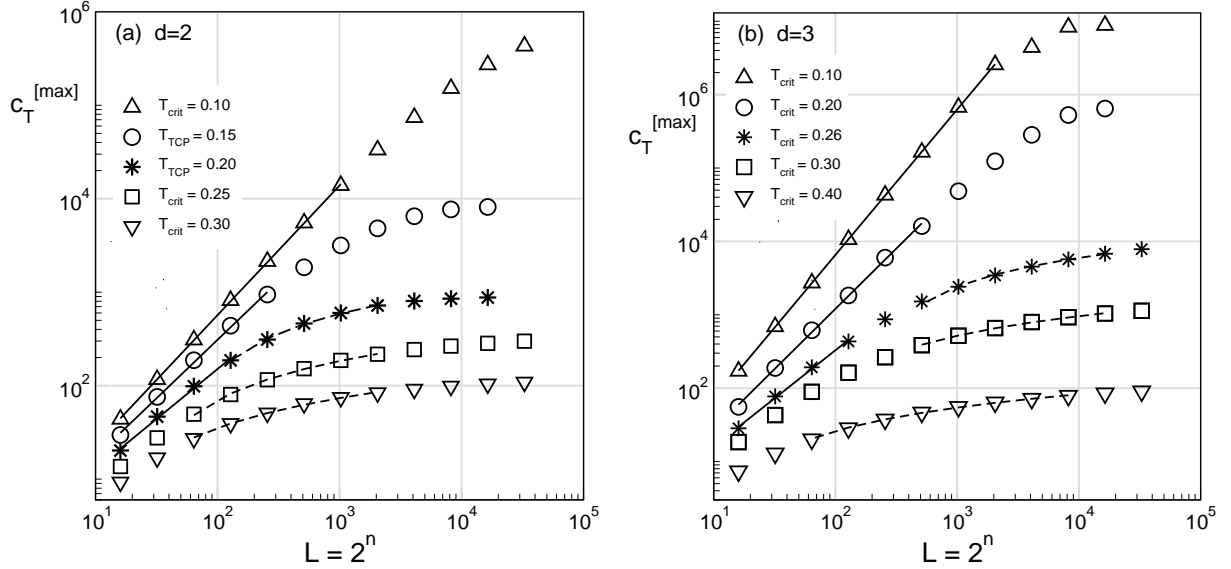 (a) d=2
10^6
c_T^[max]
T_crit = 0.10
T_TCP = 0.15
T_TCP = 0.20
T_crit = 0.25
T_crit = 0.30
10^4
10^2
10^1 10^2 10^3 10^4 10^5
L = 2^n
(b) d=3
c_T^[max]
T_crit = 0.10
T_crit = 0.20
T_crit = 0.26
T_crit = 0.30
T_crit = 0.40
10^6
10^4
10^2
10^1 10^2 10^3 10^4 10^5
L = 2^n